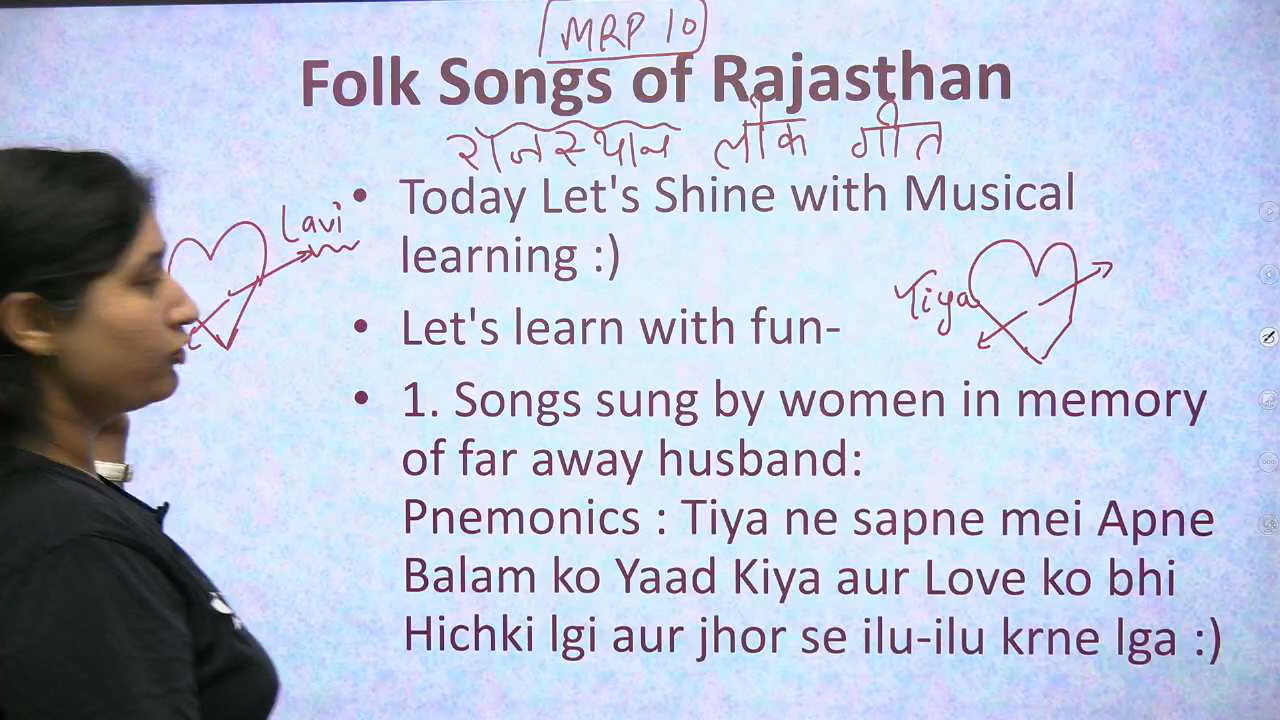 MRP 10
Folk Songs of Rajasthan
राजस्थान लोक गीत
• Today Let's Shine with Musical
learning :)
• Let's learn with fun-
• 1. Songs sung by women in memory
of far away husband:
Pnemonics : Tiya ne sapne mei Apne
Balam ko Yaad Kiya aur Love ko bhi
Hichki lgi aur jhor se ilu-ilu krne lga :)
Lavi
Tiya